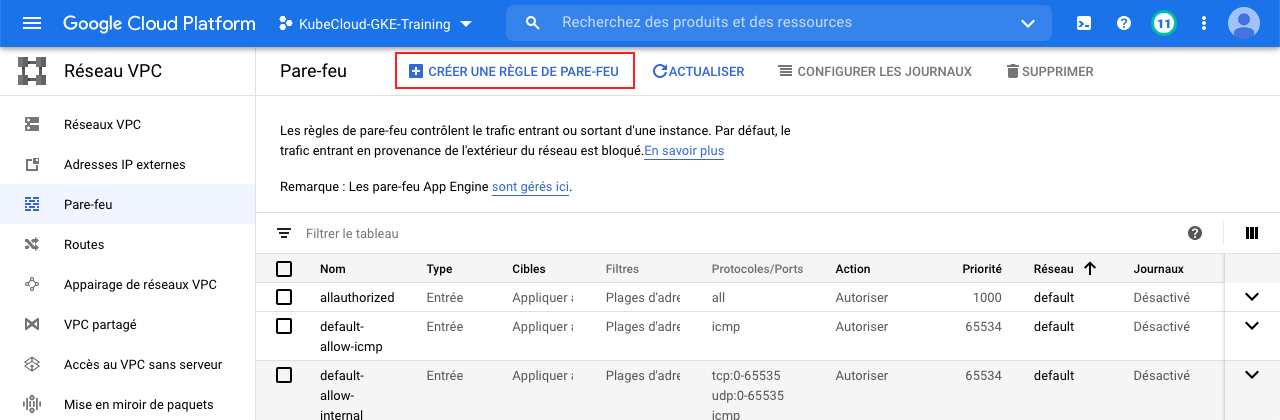 Google Cloud Platform
KubeCloud-GKE-Training
Recherchez des produits et des ressources
11
Réseau VPC
Pare-feu
CRÉER UNE RÈGLE DE PARE-FEU
ACTUALISER
CONFIGURER LES JOURNAUX
SUPPRIMER
Réseaux VPC
Adresses IP externes
Pare-feu
Routes
Appairage de réseaux VPC
VPC partagé
Accès au VPC sans serveur
Mise en miroir de paquets
Les règles de pare-feu contrôlent le trafic entrant ou sortant d'une instance. Par défaut, le
trafic entrant en provenance de l'extérieur du réseau est bloqué.En savoir plus
Remarque : Les pare-feu App Engine sont gérés ici.
Filtrer le tableau
Nom Type Cibles Filtres Protocoles/Ports Action Priorité Réseau Journaux
allauthorized Entrée Appliquer à Plages d'adre all Autoriser 1000 default Désactivé
default- Entrée Appliquer à Plages d'adre icmp Autoriser 65534 default Désactivé
allow-icmp
default- Entrée Appliquer à Plages d'adre tcp:0-65535 Autoriser 65534 default Désactivé
allow- udp:0-65535
internal icmp